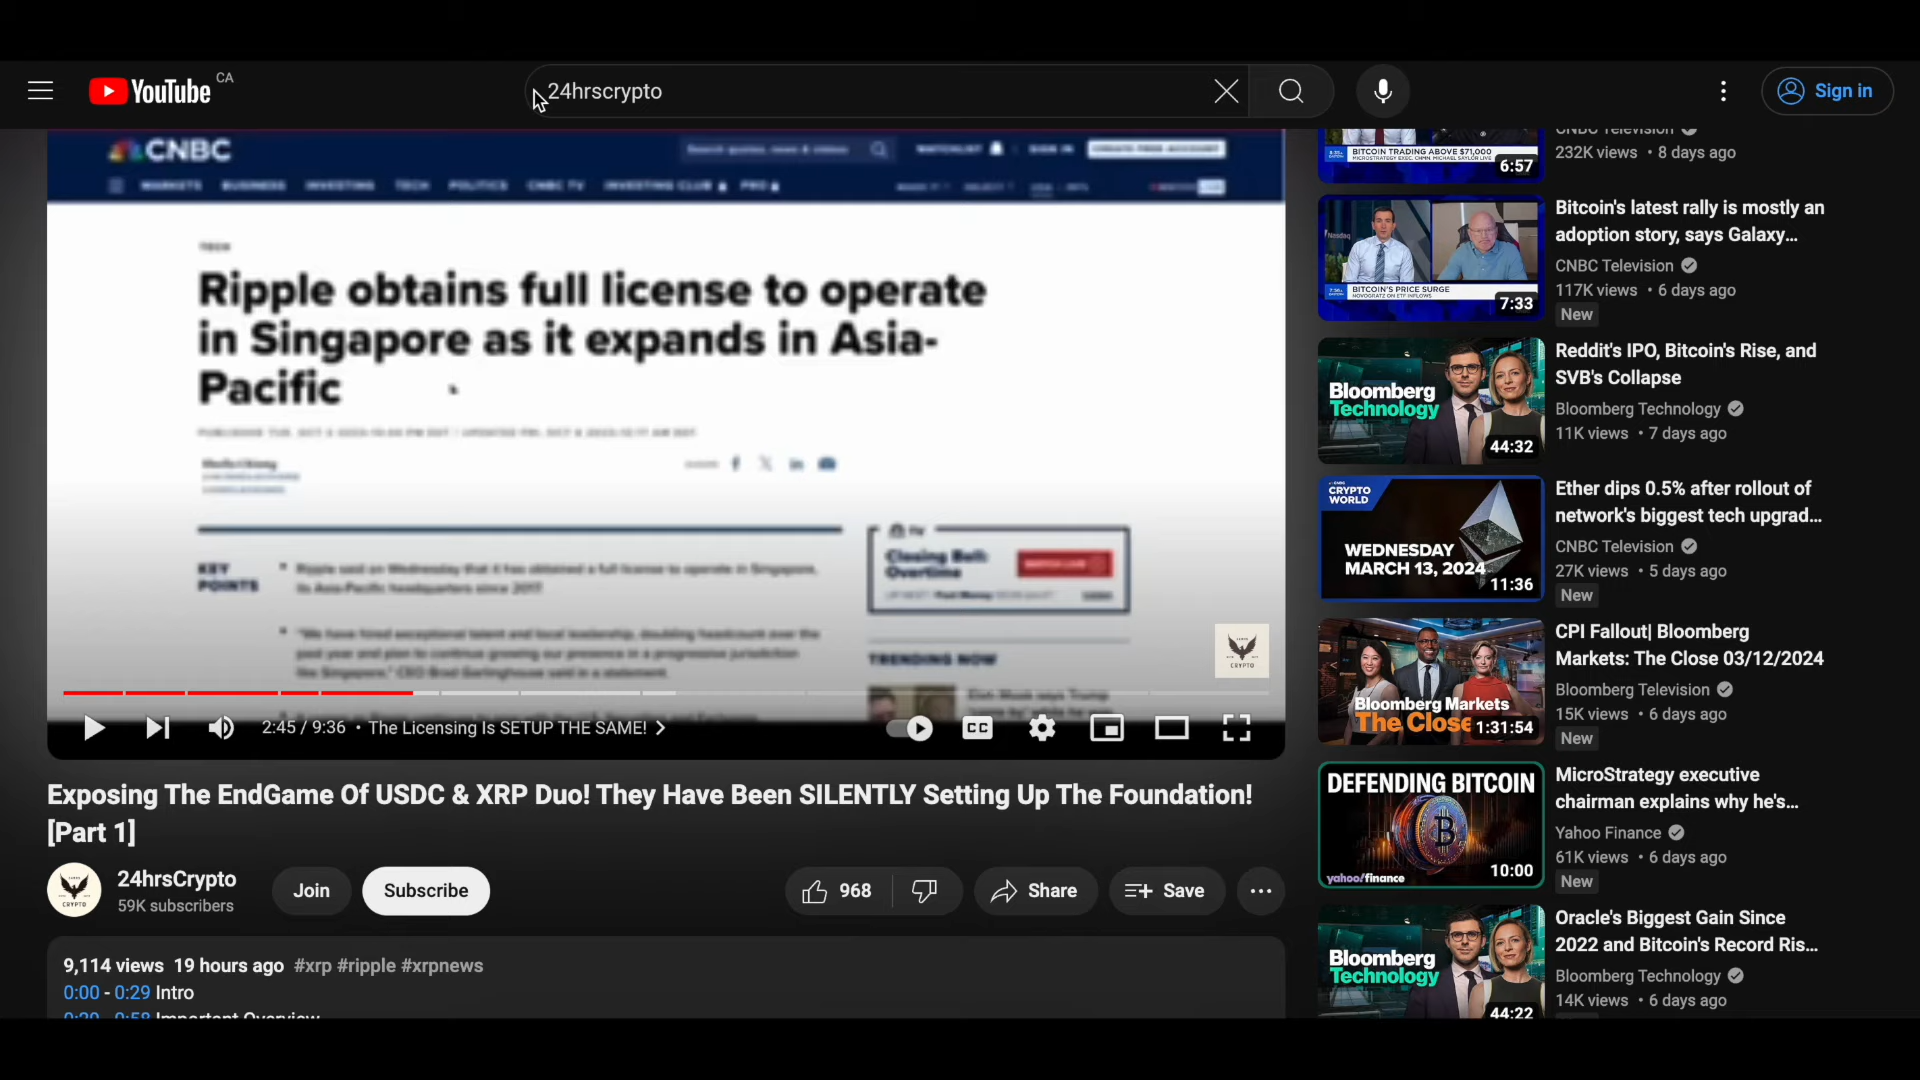 YouTube CA
24hrscrypto
Sign in
CNBC
Search quotes, news & videos
WATCHLIST
SIGN IN
CREATE FREE ACCOUNT
MARKETS BUSINESS INVESTING TECH POLITICS CNBC TV INVESTING CLUB PRO
TECH
Ripple obtains full license to operate
in Singapore as it expands in Asia-
Pacific
KEY
POINTS
Ripple said on Wednesday that it has obtained a full license to operate in Singapore,
its Asia-Pacific headquarters since 2017.
"We have hired exceptional talent and local leadership, doubling headcount over the
past year and plan to continue growing our presence in a progressive jurisdiction
like Singapore," CEO Brad Garlinghouse said in a statement.
TV
Closing Bell:
Overtime
TRENDING NOW
Elon Musk says Trump
CRYPTO
2:45 / 9:36 • The Licensing Is SETUP THE SAME!
CC
Exposing The EndGame Of USDC & XRP Duo! They Have Been SILENTLY Setting Up The Foundation!
[Part 1]
CRYPTO
24hrsCrypto
59K subscribers
Join
Subscribe
968
Share
Save
9,114 views 19 hours ago #xrp #ripple #xrpnews
0:00 - 0:29 Intro
0:29 - 0:58 Important Overview
BITCOIN TRADING ABOVE $71,000
MICROSTRATEGY EXEC. CHMN. MICHAEL SAYLOR LIVE
6:57
CNBC Television
232K views • 8 days ago
Nasdaq
BITCOIN'S PRICE SURGE
NOVOGRATZ ON ETF INFLOWS
7:33
Bitcoin's latest rally is mostly an
adoption story, says Galaxy...
CNBC Television
117K views • 6 days ago
New
Bloomberg
Technology
44:32
Reddit's IPO, Bitcoin's Rise, and
SVB's Collapse
Bloomberg Technology
11K views • 7 days ago
CNBC
CRYPTO
WORLD
WEDNESDAY
MARCH 13, 2024
11:36
Ether dips 0.5% after rollout of
network's biggest tech upgrad...
CNBC Television
27K views • 5 days ago
New
Bloomberg Markets
The Close
1:31:54
CPI Fallout| Bloomberg
Markets: The Close 03/12/2024
Bloomberg Television
15K views • 6 days ago
New
DEFENDING BITCOIN
yahoo!finance
10:00
MicroStrategy executive
chairman explains why he's...
Yahoo Finance
61K views • 6 days ago
New
Bloomberg
Technology
44:22
Oracle's Biggest Gain Since
2022 and Bitcoin's Record Ris...
Bloomberg Technology
14K views • 6 days ago